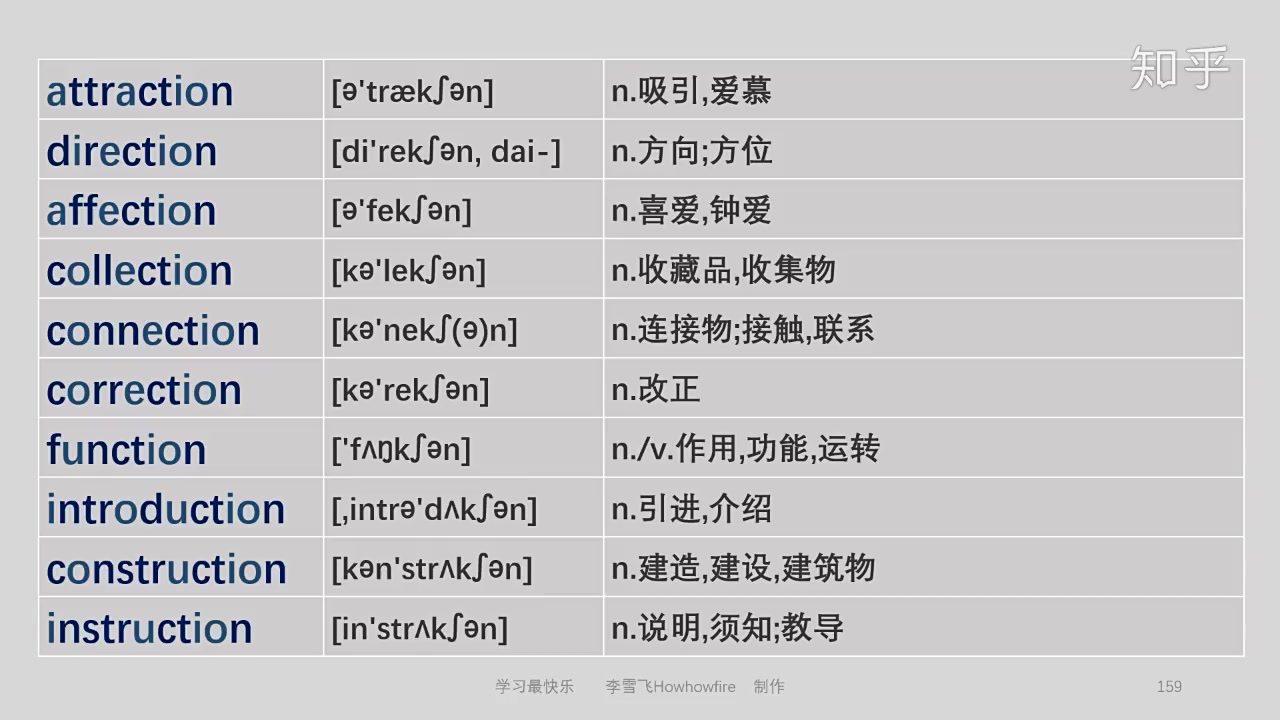 知乎
attraction [ə'trækʃən] n.吸引,爱慕
direction [di'rekʃən, dai-] n.方向;方位
affection [ə'fekʃən] n.喜爱,钟爱
collection [kə'lekʃən] n.收藏品,收集物
connection [kə'nekʃ(ə)n] n.连接物;接触,联系
correction [kə'rekʃən] n.改正
function ['fʌŋkʃən] n./v.作用,功能,运转
introduction [,intrə'dʌkʃən] n.引进,介绍
construction [kən'strʌkʃən] n.建造,建设,建筑物
instruction [in'strʌkʃən] n.说明,须知;教导
学习最快乐 李雪飞Howhowfire 制作 159